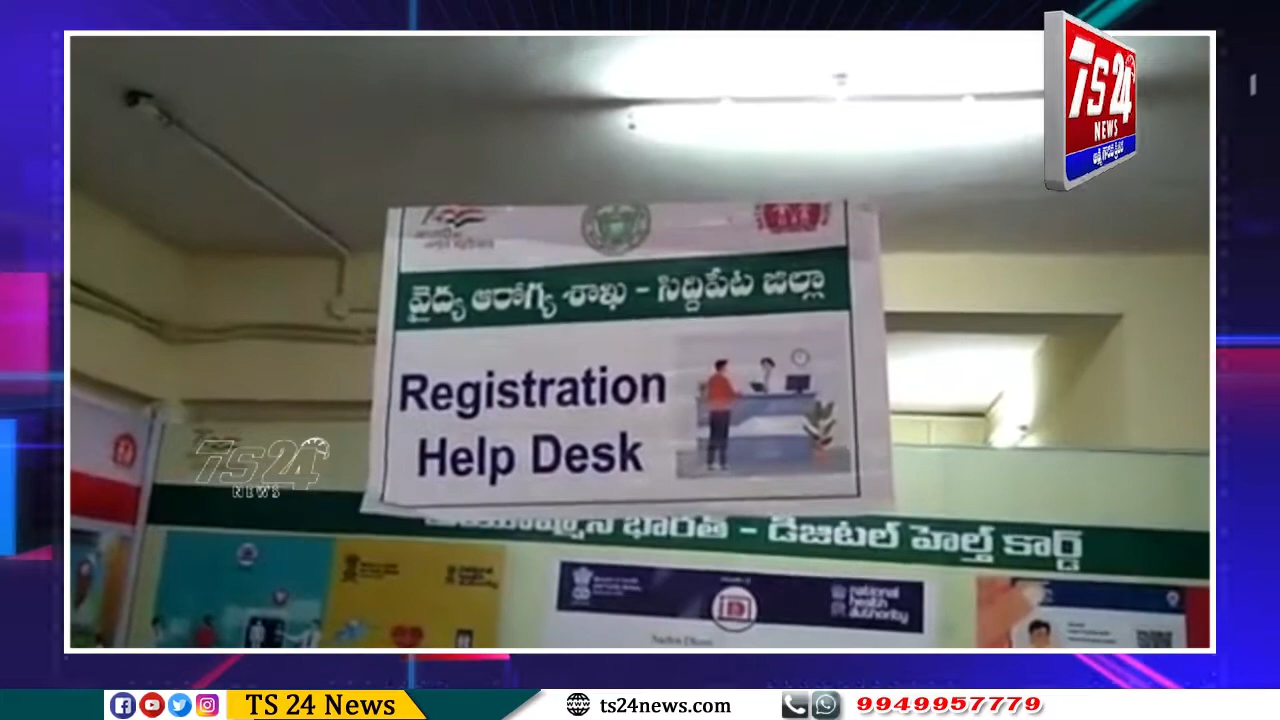 TS 24
NEWS
వైద్య ఆరోగ్య శాఖ - సిద్దిపేట జిల్లా
Registration
Help Desk
TS 24
NEWS
భారత్ - డిజిటల్ హెల్త్ కార్డ్
national
health
authority
TS 24 News
ts24news.com
9949957779